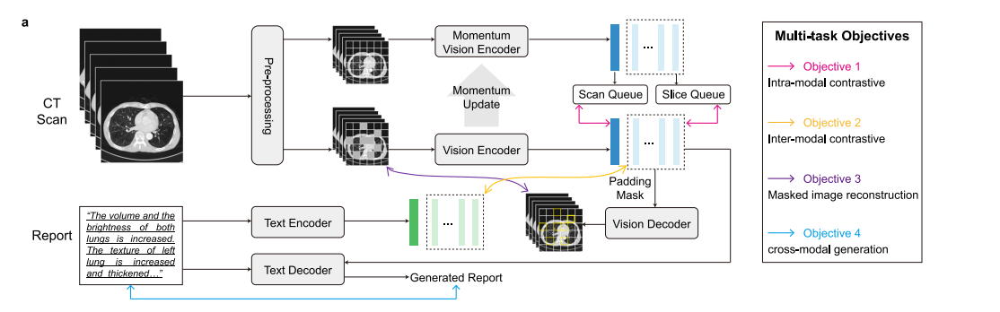 a
CT
Scan
Pre-processing
Momentum
Vision Encoder
Momentum
Update
Vision Encoder
...
Scan Queue
Slice Queue
...
Padding
Mask
Vision Decoder
Report
"The volume and the
brightness of both
lungs is increased.
The texture of left
lung is increased
and thickened…"
Text Encoder
...
Text Decoder
Generated Report
Multi-task Objectives
Objective 1
Intra-modal contrastive
Objective 2
Inter-modal contrastive
Objective 3
Masked image reconstruction
Objective 4
cross-modal generation